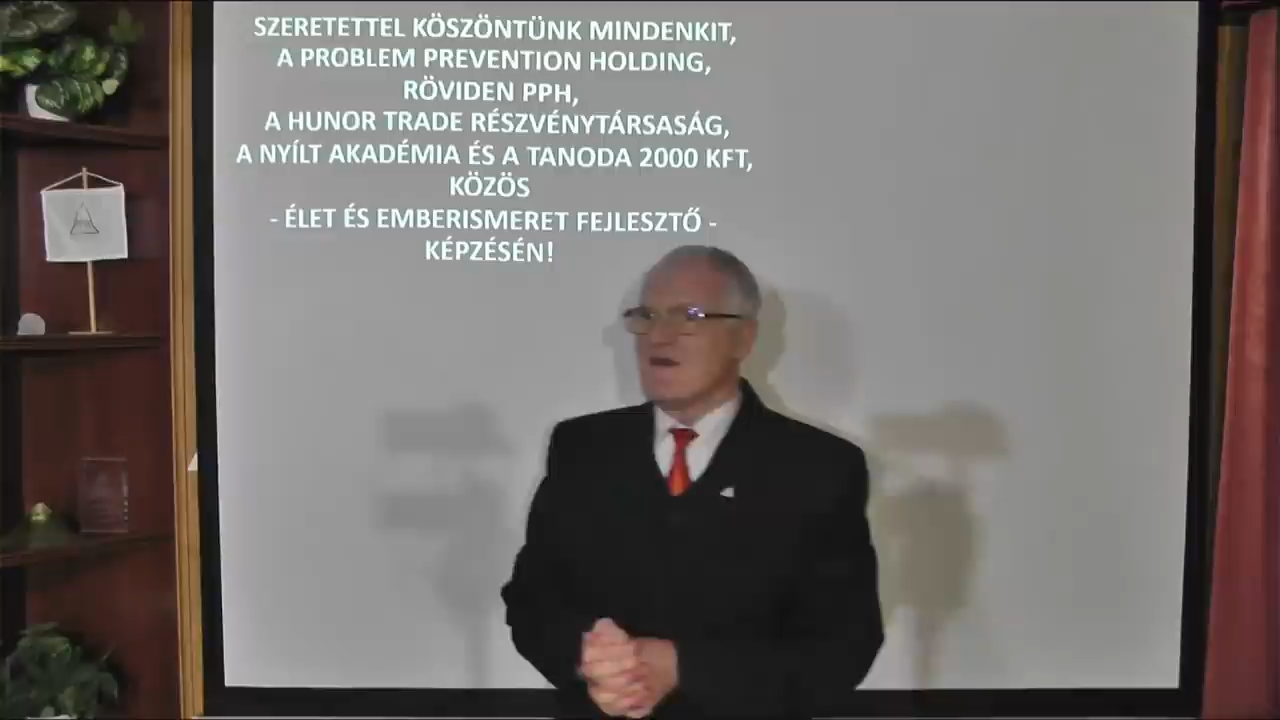 SZERETETTEL KÖSZÖNTÜNK MINDENKIT,
A PROBLEM PREVENTION HOLDING,
RÖVIDEN PPH,
A HUNOR TRADE RÉSZVÉNYTÁRSASÁG,
A NYÍLT AKADÉMIA ÉS A TANODA 2000 KFT,
KÖZÖS
- ÉLET ÉS EMBERISMERET FEJLESZTŐ -
KÉPZÉSÉN!